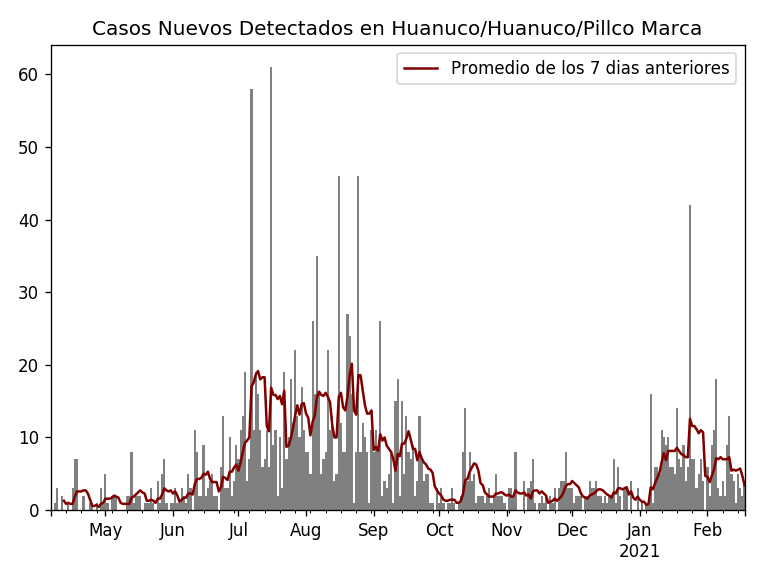 Casos Nuevos Detectados en Huanuco/Huanuco/Pillco Marca
Promedio de los 7 dias anteriores
60
50
40
30
20
10
0
May Jun Jul Aug Sep Oct Nov Dec Jan Feb
2021